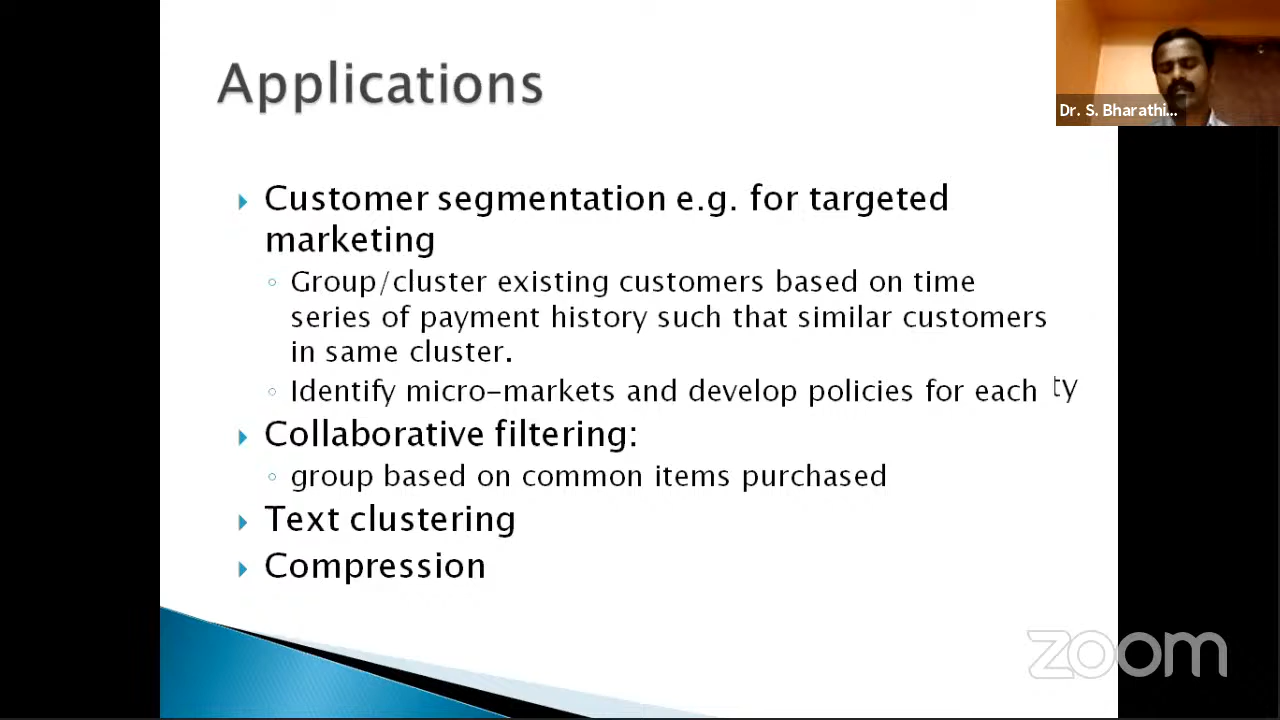 Applications
Dr. S. Bharathi...
Customer segmentation e.g. for targeted
marketing
Group/cluster existing customers based on time
series of payment history such that similar customers
in same cluster.
Identify micro-markets and develop policies for each ty
Collaborative filtering:
group based on common items purchased
Text clustering
Compression
zoom